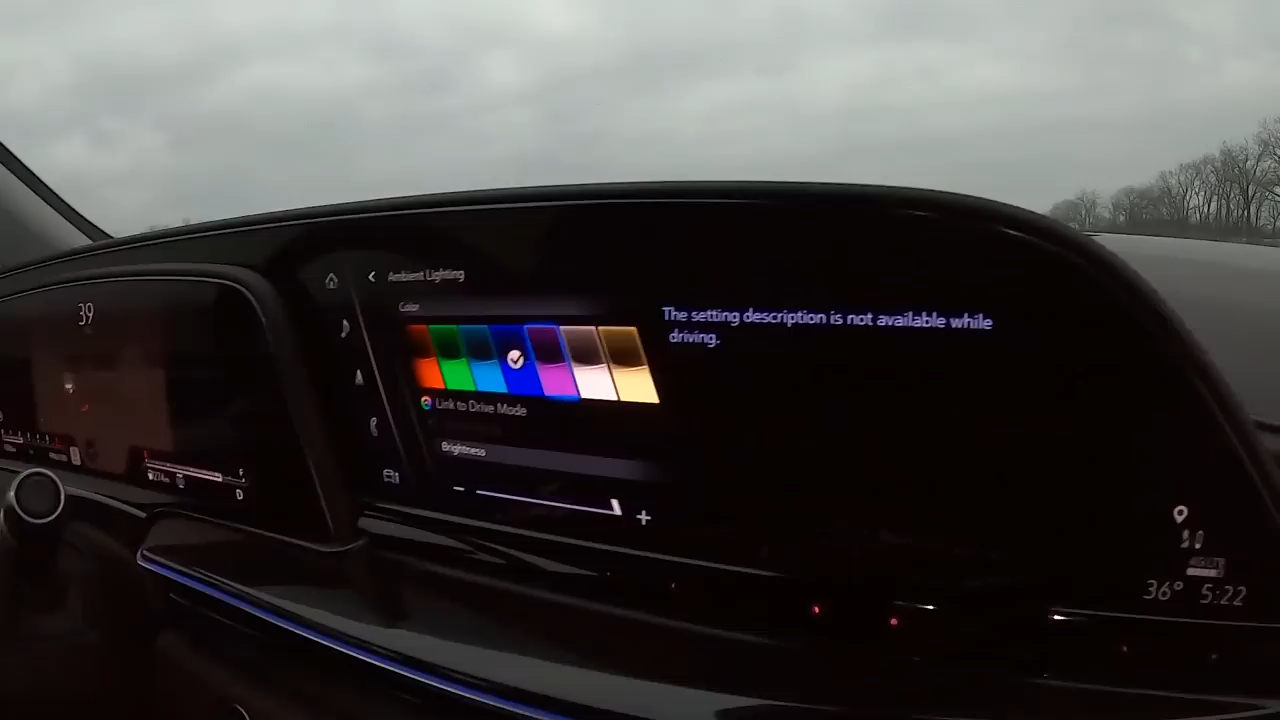 39
Ambient Lighting
Color
The setting description is not available while
driving.
Link to Drive Mode
Brightness
F
D
36° 5:22